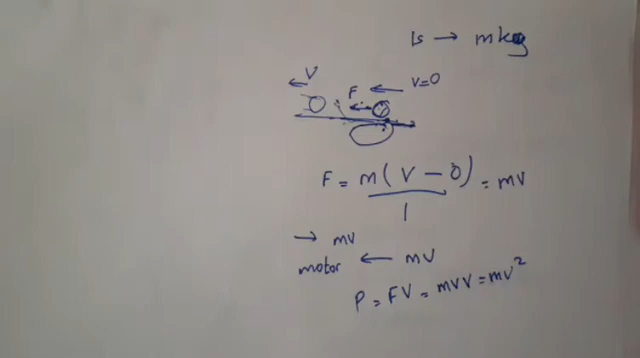 1s → mkg
V
F ← V=0
F = m(V - 0)/1 = mV
→ mv
motor ← mv
P = FV = mVV = mv²